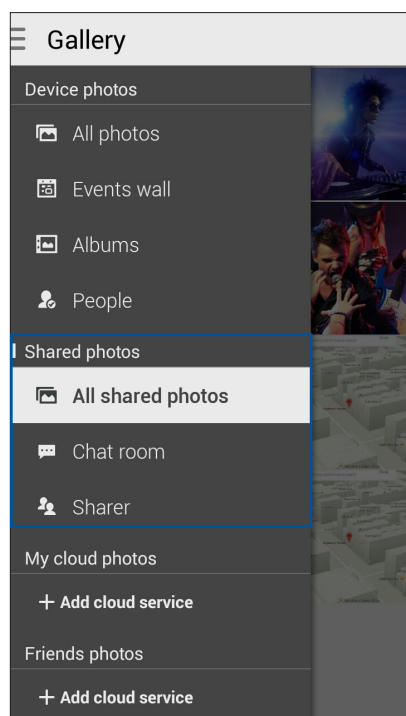 Gallery
Device photos
All photos
Events wall
Albums
People
Shared photos
All shared photos
Chat room
Sharer
My cloud photos
+ Add cloud service
Friends photos
+ Add cloud service